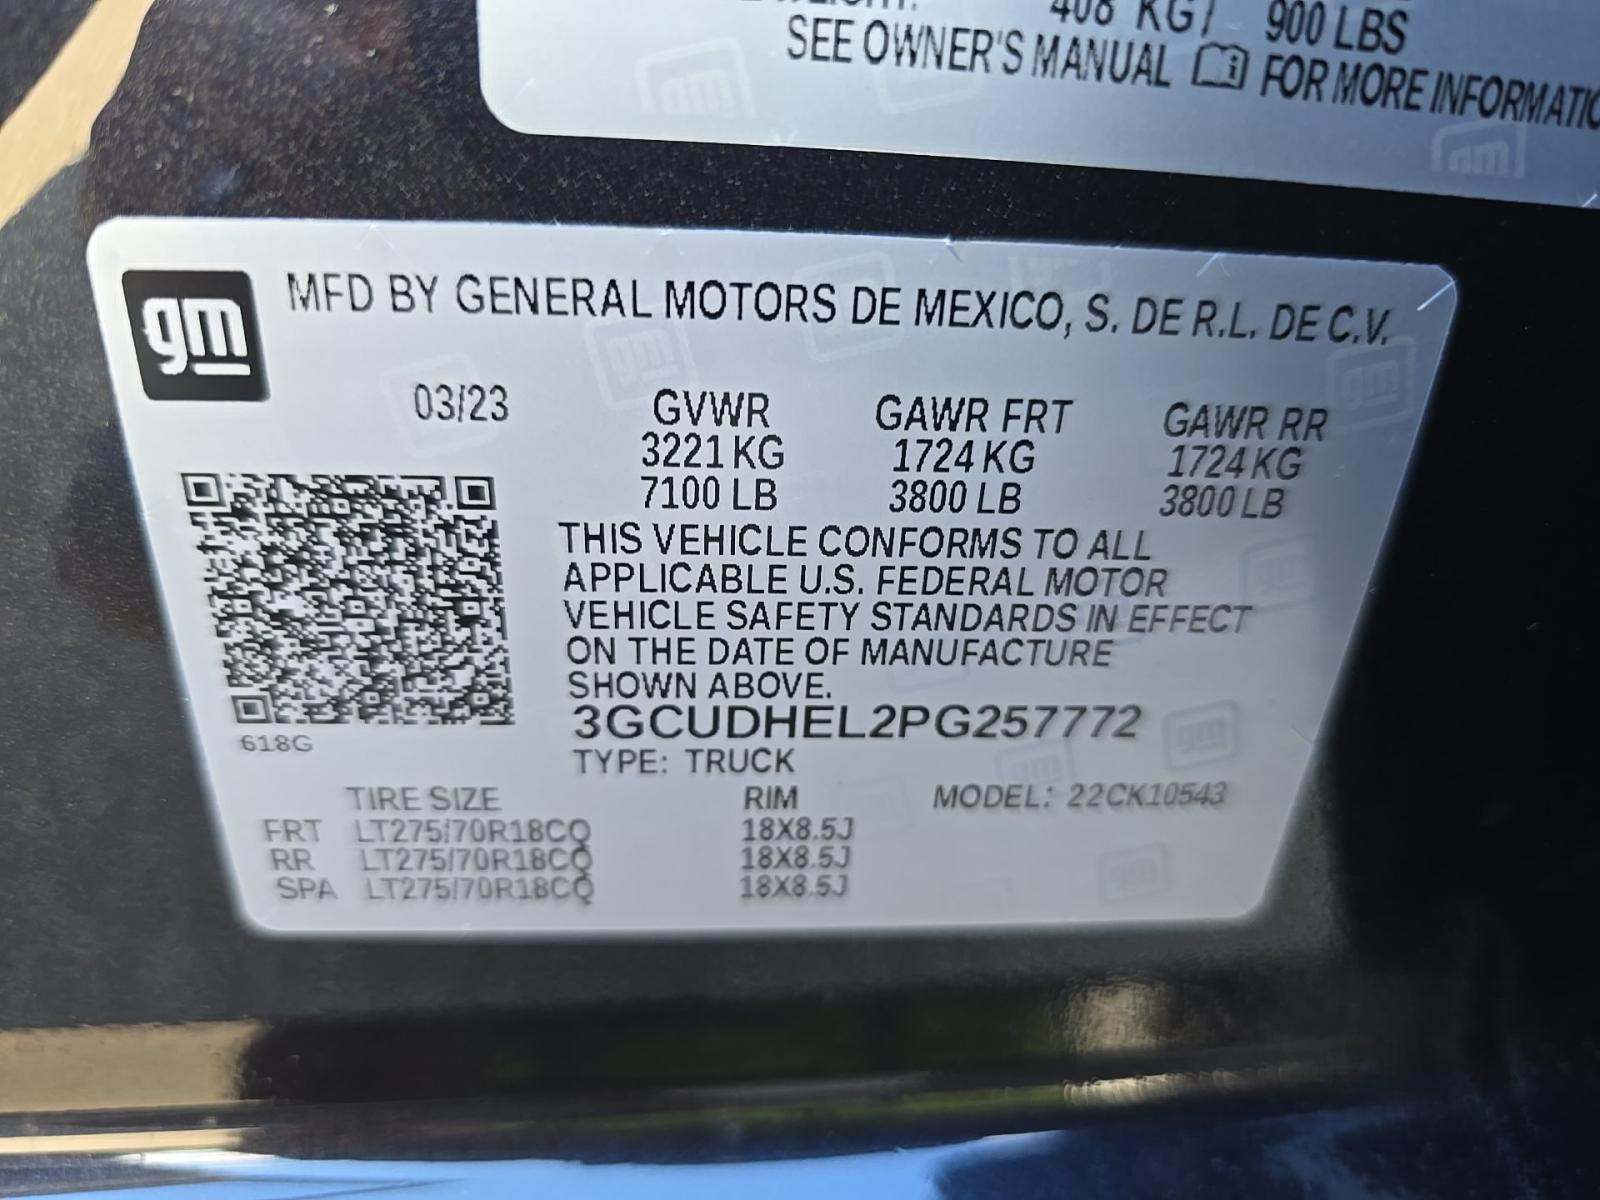 408 KG / 900 LBS
SEE OWNER'S MANUAL FOR MORE INFORMATIO
gm
MFD BY GENERAL MOTORS DE MEXICO, S. DE R.L. DE C.V.
03/23 GVWR GAWR FRT GAWR RR
3221 KG 1724 KG 1724 KG
7100 LB 3800 LB 3800 LB
THIS VEHICLE CONFORMS TO ALL
APPLICABLE U.S. FEDERAL MOTOR
VEHICLE SAFETY STANDARDS IN EFFECT
ON THE DATE OF MANUFACTURE
SHOWN ABOVE.
3GCUDHEL2PG257772
618G
TYPE: TRUCK
TIRE SIZE RIM MODEL: 22CK10543
FRT LT275/70R18CQ 18X8.5J
RR LT275/70R18CQ 18X8.5J
SPA LT275/70R18CQ 18X8.5J